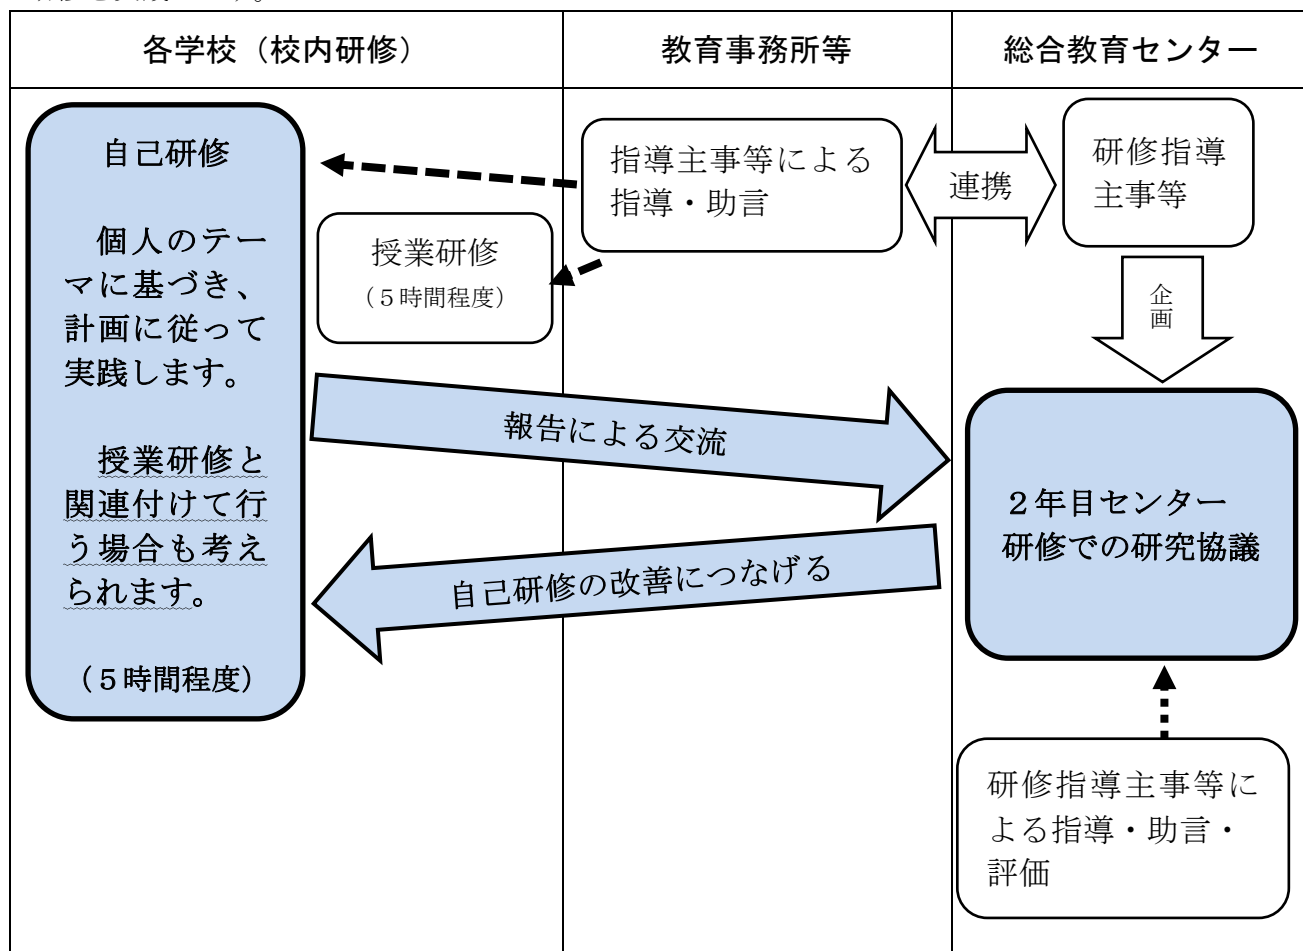 各学校（校内研修）
教育事務所等
総合教育センター
自己研修
個人のテー
マに基づき、
計画に従って
実践します。
授業研修と
関連付けて行
う場合も考え
られます。
（５時間程度）
授業研修
（５時間程度）
指導主事等による
指導・助言
連携
研修指導
主事等
企
画
報告による交流
自己研修の改善につなげる
２年目センター
研修での研究協議
研修指導主事等に
よる指導・助言・
評価